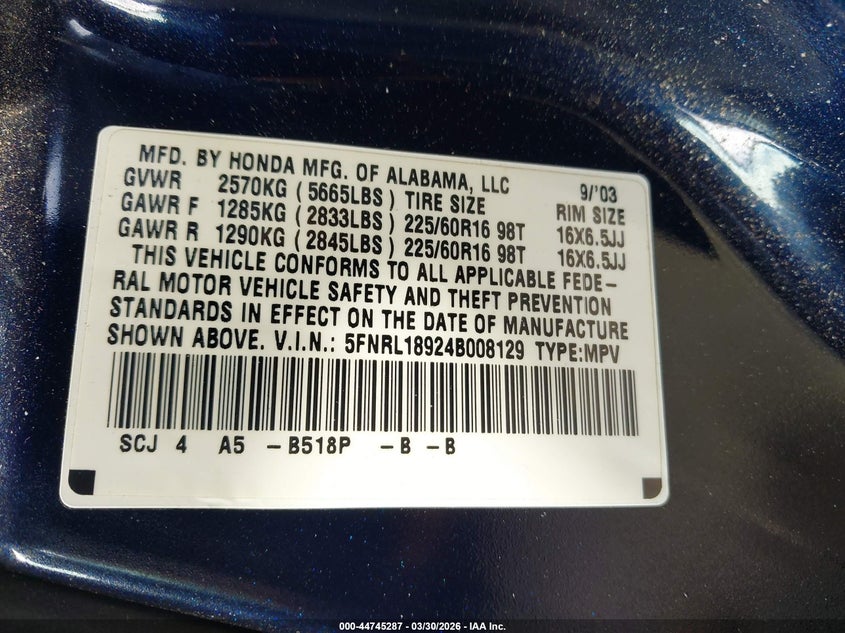 MFD. BY HONDA MFG. OF ALABAMA, LLC 9/'03
GVWR 2570KG ( 5665LBS ) TIRE SIZE RIM SIZE
GAWR F 1285KG ( 2833LBS ) 225/60R16 98T 16X6.5JJ
GAWR R 1290KG ( 2845LBS ) 225/60R16 98T 16X6.5JJ
THIS VEHICLE CONFORMS TO ALL APPLICABLE FEDE-
RAL MOTOR VEHICLE SAFETY AND THEFT PREVENTION
STANDARDS IN EFFECT ON THE DATE OF MANUFACTURE
SHOWN ABOVE. V.I.N.: 5FNRL18924B008129 TYPE:MPV
SCJ 4 A5 -B518P -B -B
000-44745287 - 03/30/2026 - IAA Inc.